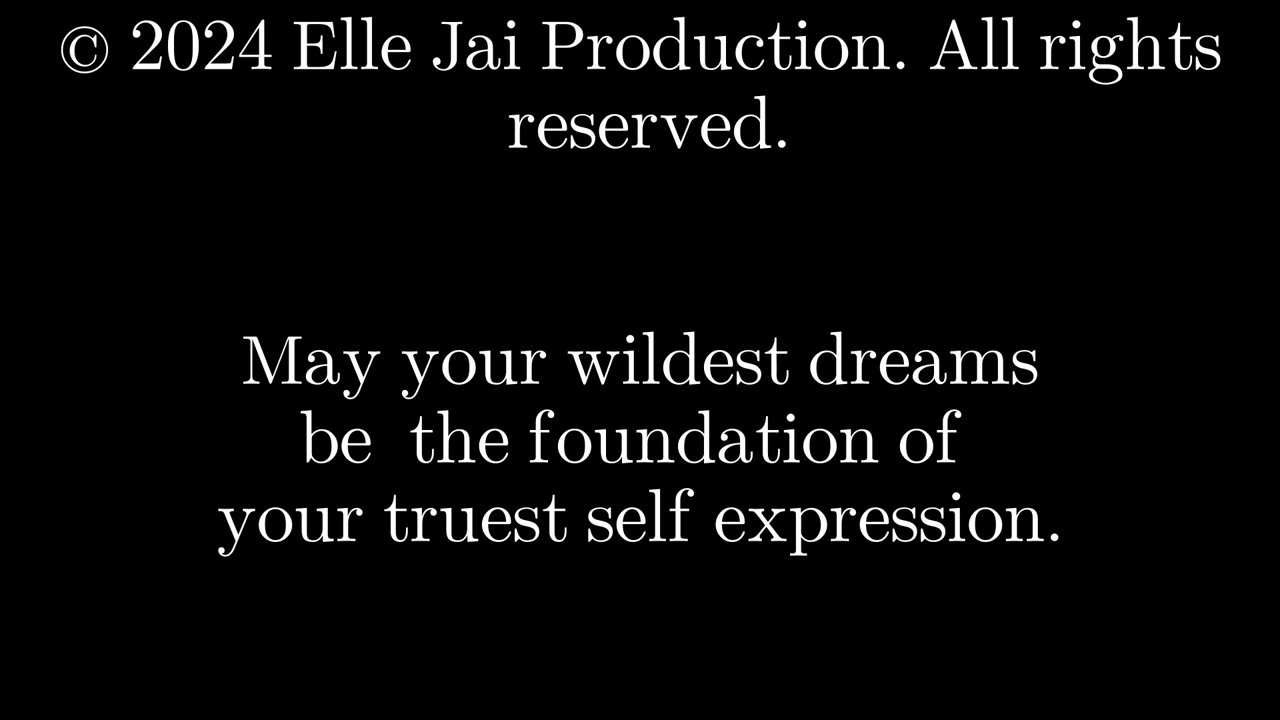 © 2024 Elle Jai Production. All rights
reserved.
May your wildest dreams
be  the foundation of
your truest self expression.